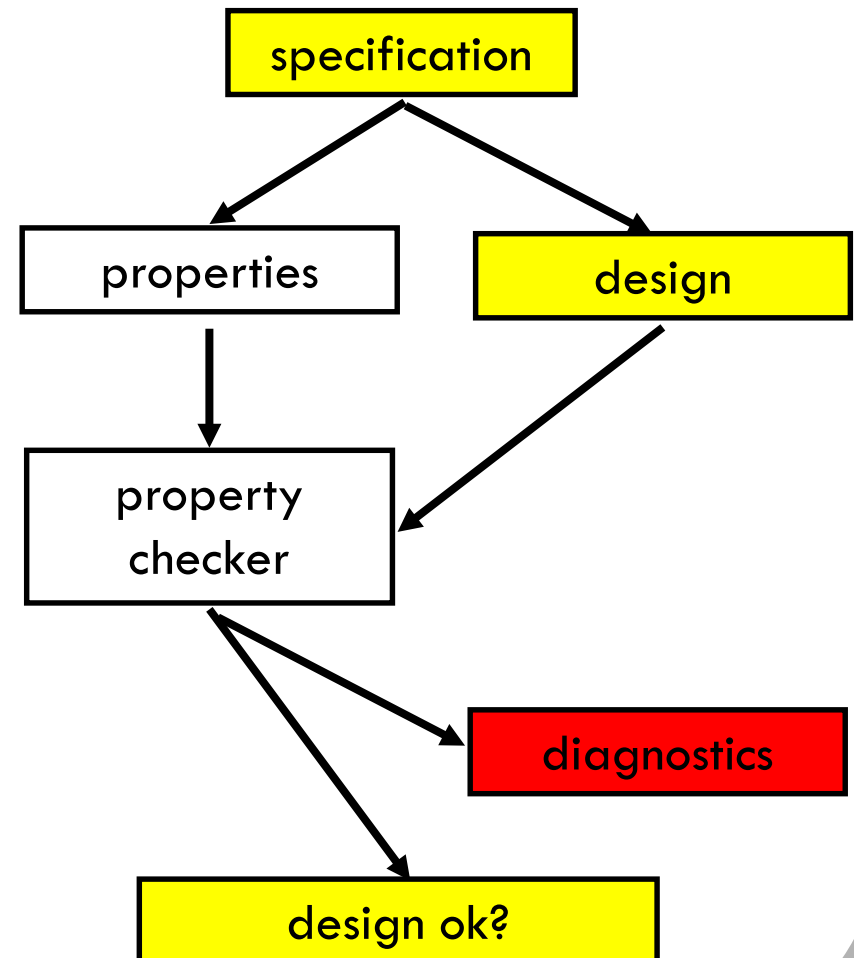 specification
properties
design
property
checker
diagnostics
design ok?